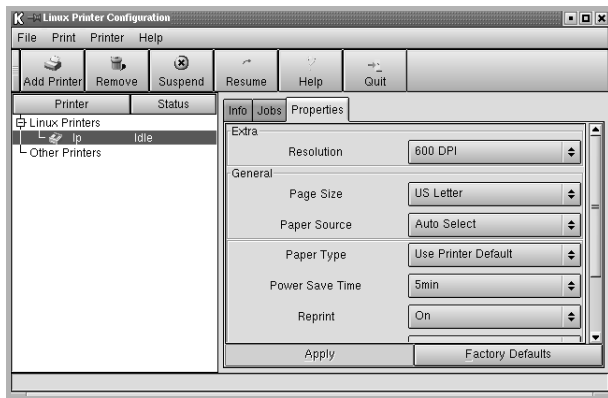 Linux Printer Configuration
File Print Printer Help
Add Printer Remove Suspend Resume Help Quit
Printer Status
Linux Printers
lp Idle
Other Printers
Info Jobs Properties
Extra
Resolution 600 DPI
General
Page Size US Letter
Paper Source Auto Select
Paper Type Use Printer Default
Power Save Time 5min
Reprint On
Apply Factory Defaults